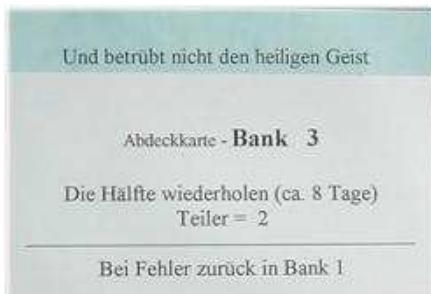 Und betrübt nicht den heiligen Geist
Abdeckkarte - Bank 3
Die Hälfte wiederholen (ca. 8 Tage)
Teiler = 2
Bei Fehler zurück in Bank 1